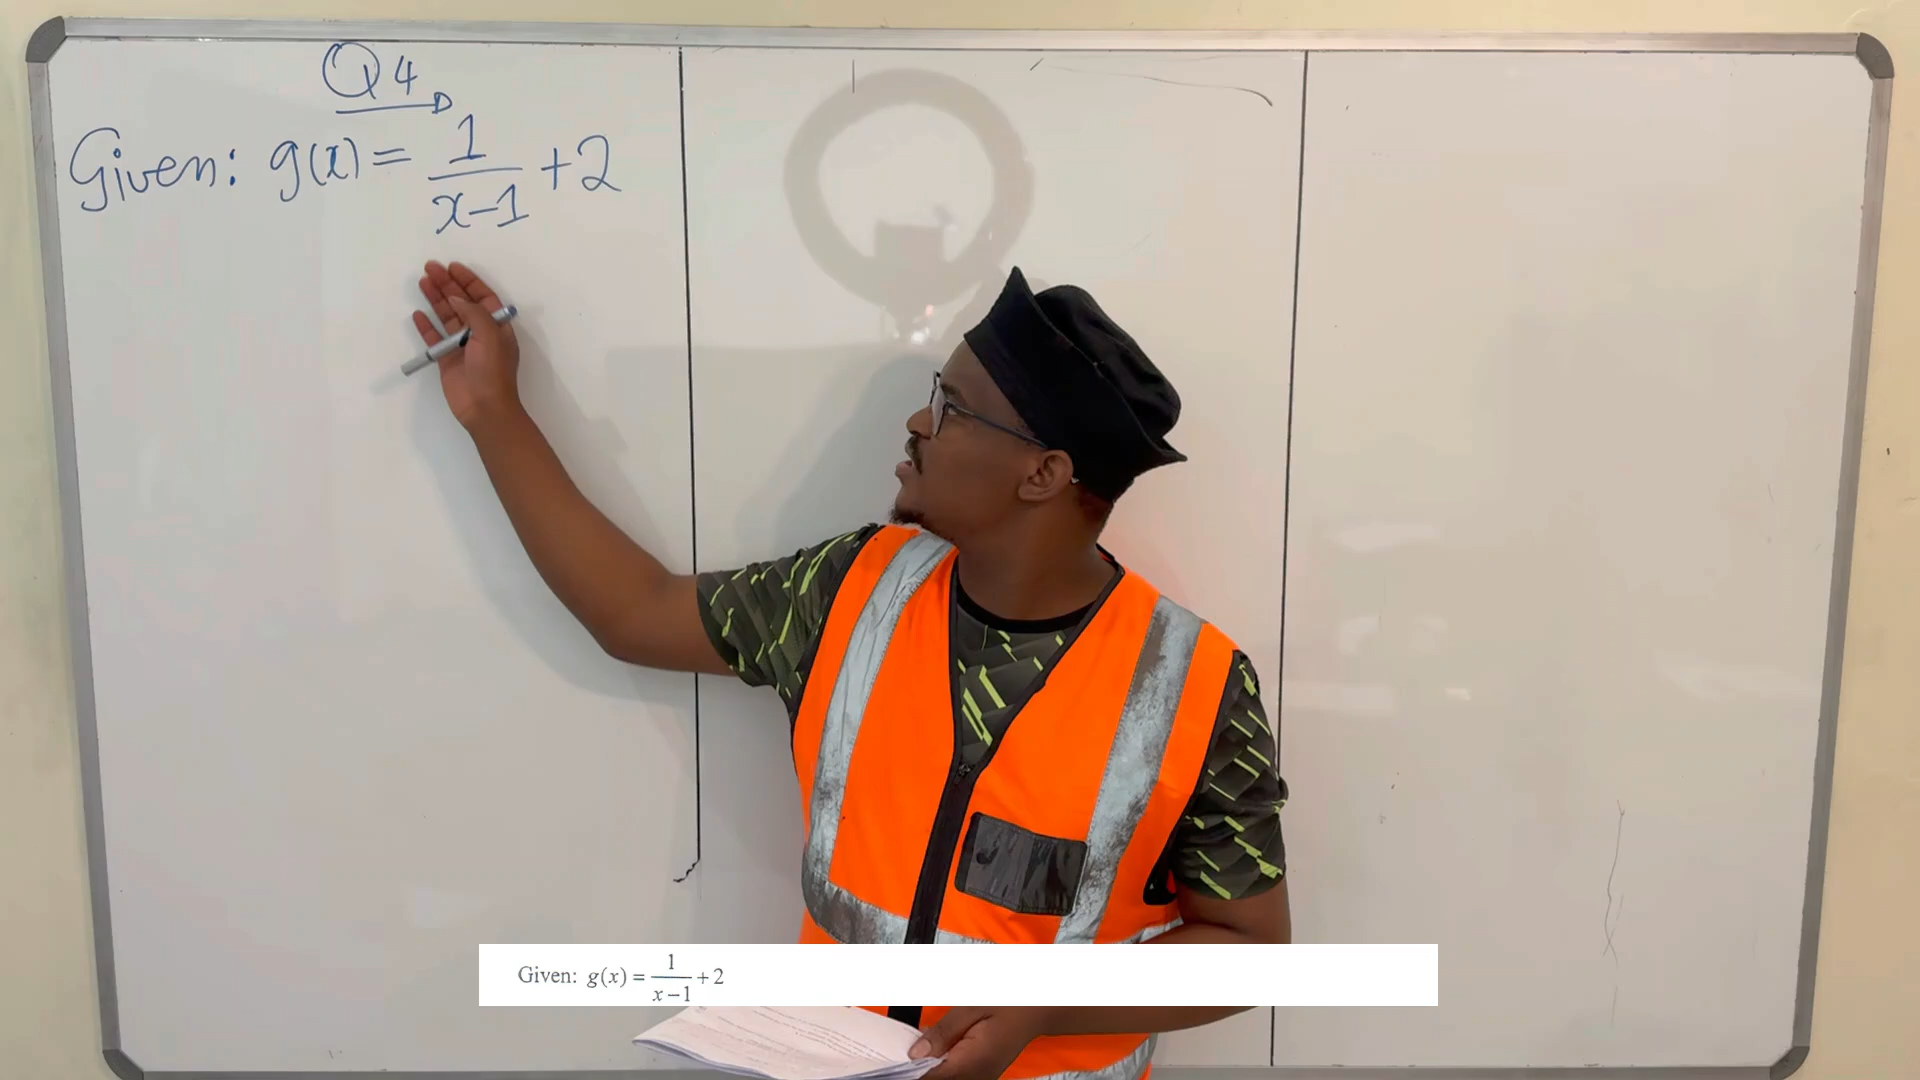 Q4
Given: g(x) = 1/(x-1) + 2
Given: g(x) = 1/(x-1) + 2